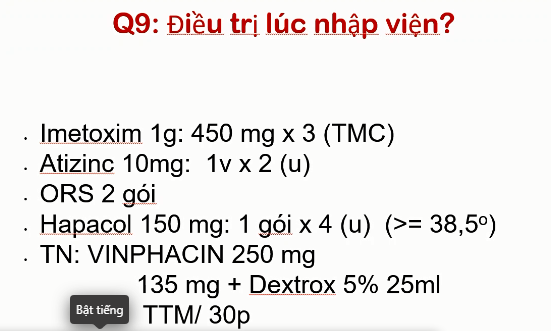 Q9: Điều trị lúc nhập viện?
• Imetoxim 1g: 450 mg x 3 (TMC)
• Atizinc 10mg: 1v x 2 (u)
• ORS 2 gói
• Hapacol 150 mg: 1 gói x 4 (u) (>= 38,5º)
• TN: VINPHACIN 250 mg
135 mg + Dextrox 5% 25ml
Bật tiếng TTM/ 30p